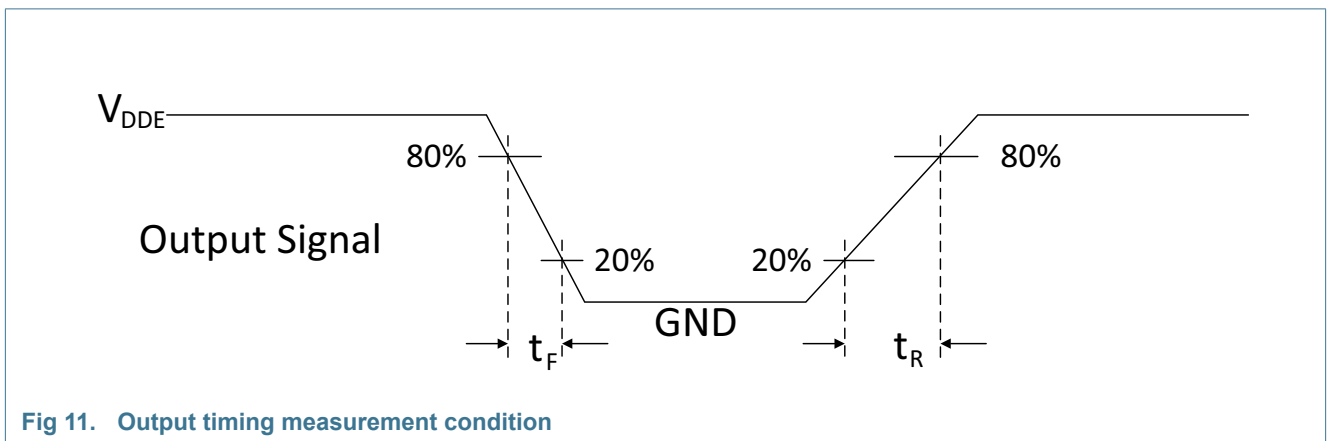 VDDE
80%
80%
Output Signal
20%
20%
GND
tF
tR
Fig 11. Output timing measurement condition